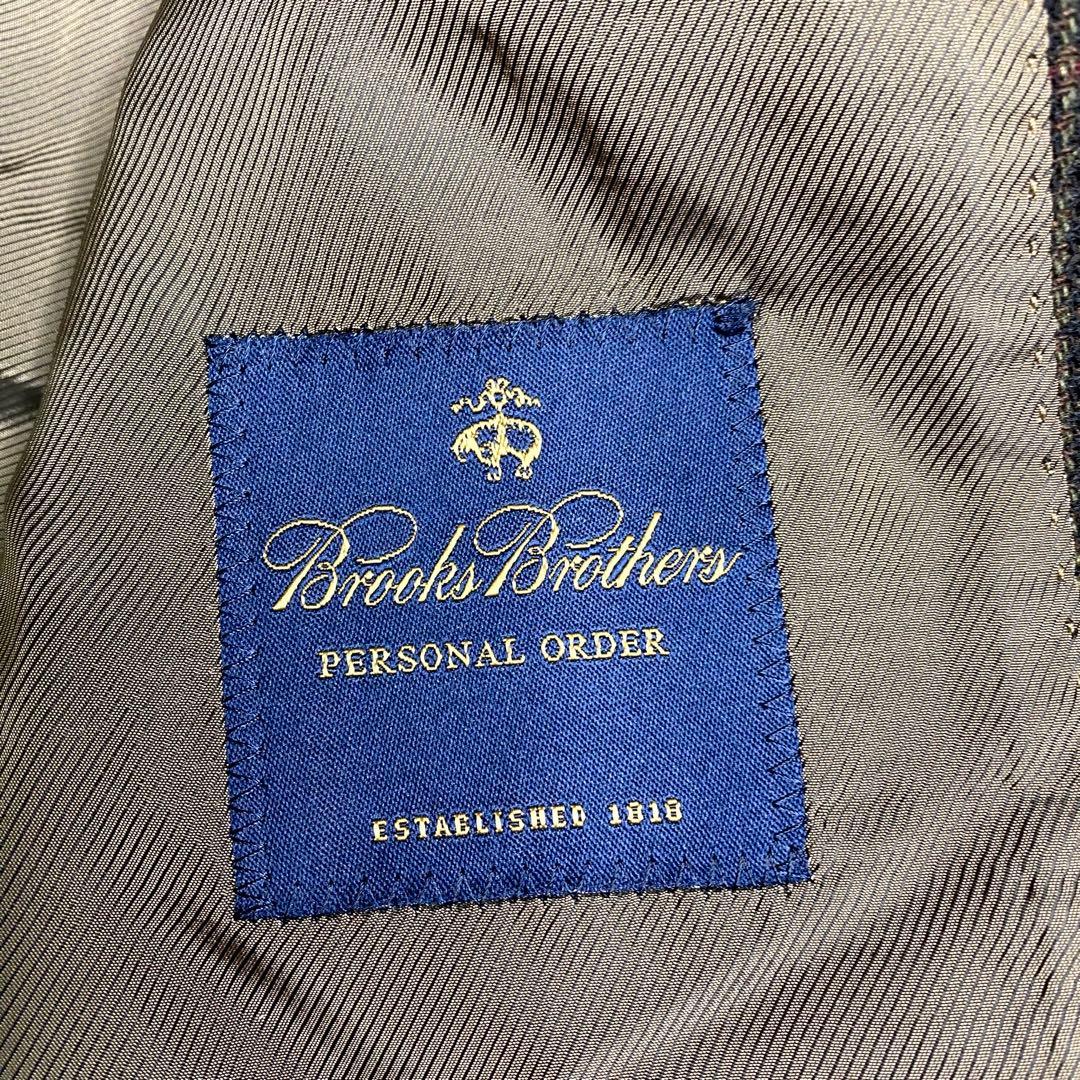 Brooks Brothers
PERSONAL ORDER
ESTABLISHED 1818